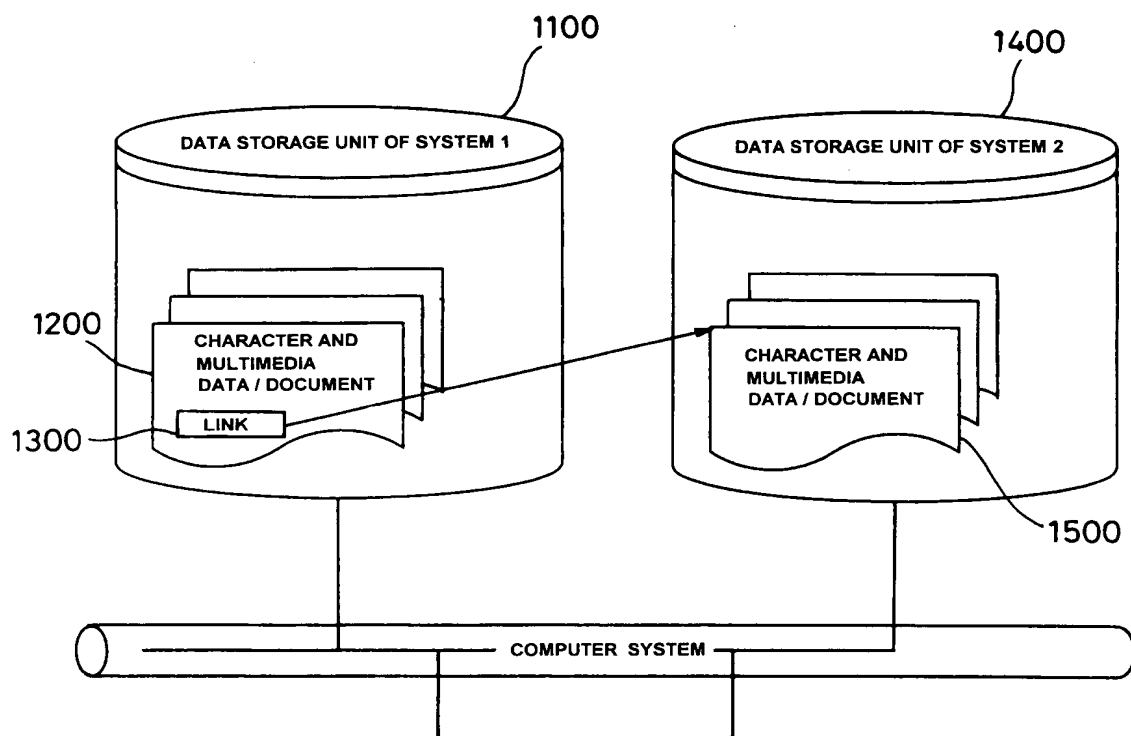 1100
1400
DATA STORAGE UNIT OF SYSTEM 1
DATA STORAGE UNIT OF SYSTEM 2
1200
CHARACTER AND
MULTIMEDIA
DATA / DOCUMENT
LINK
1300
CHARACTER AND
MULTIMEDIA
DATA / DOCUMENT
1500
COMPUTER SYSTEM